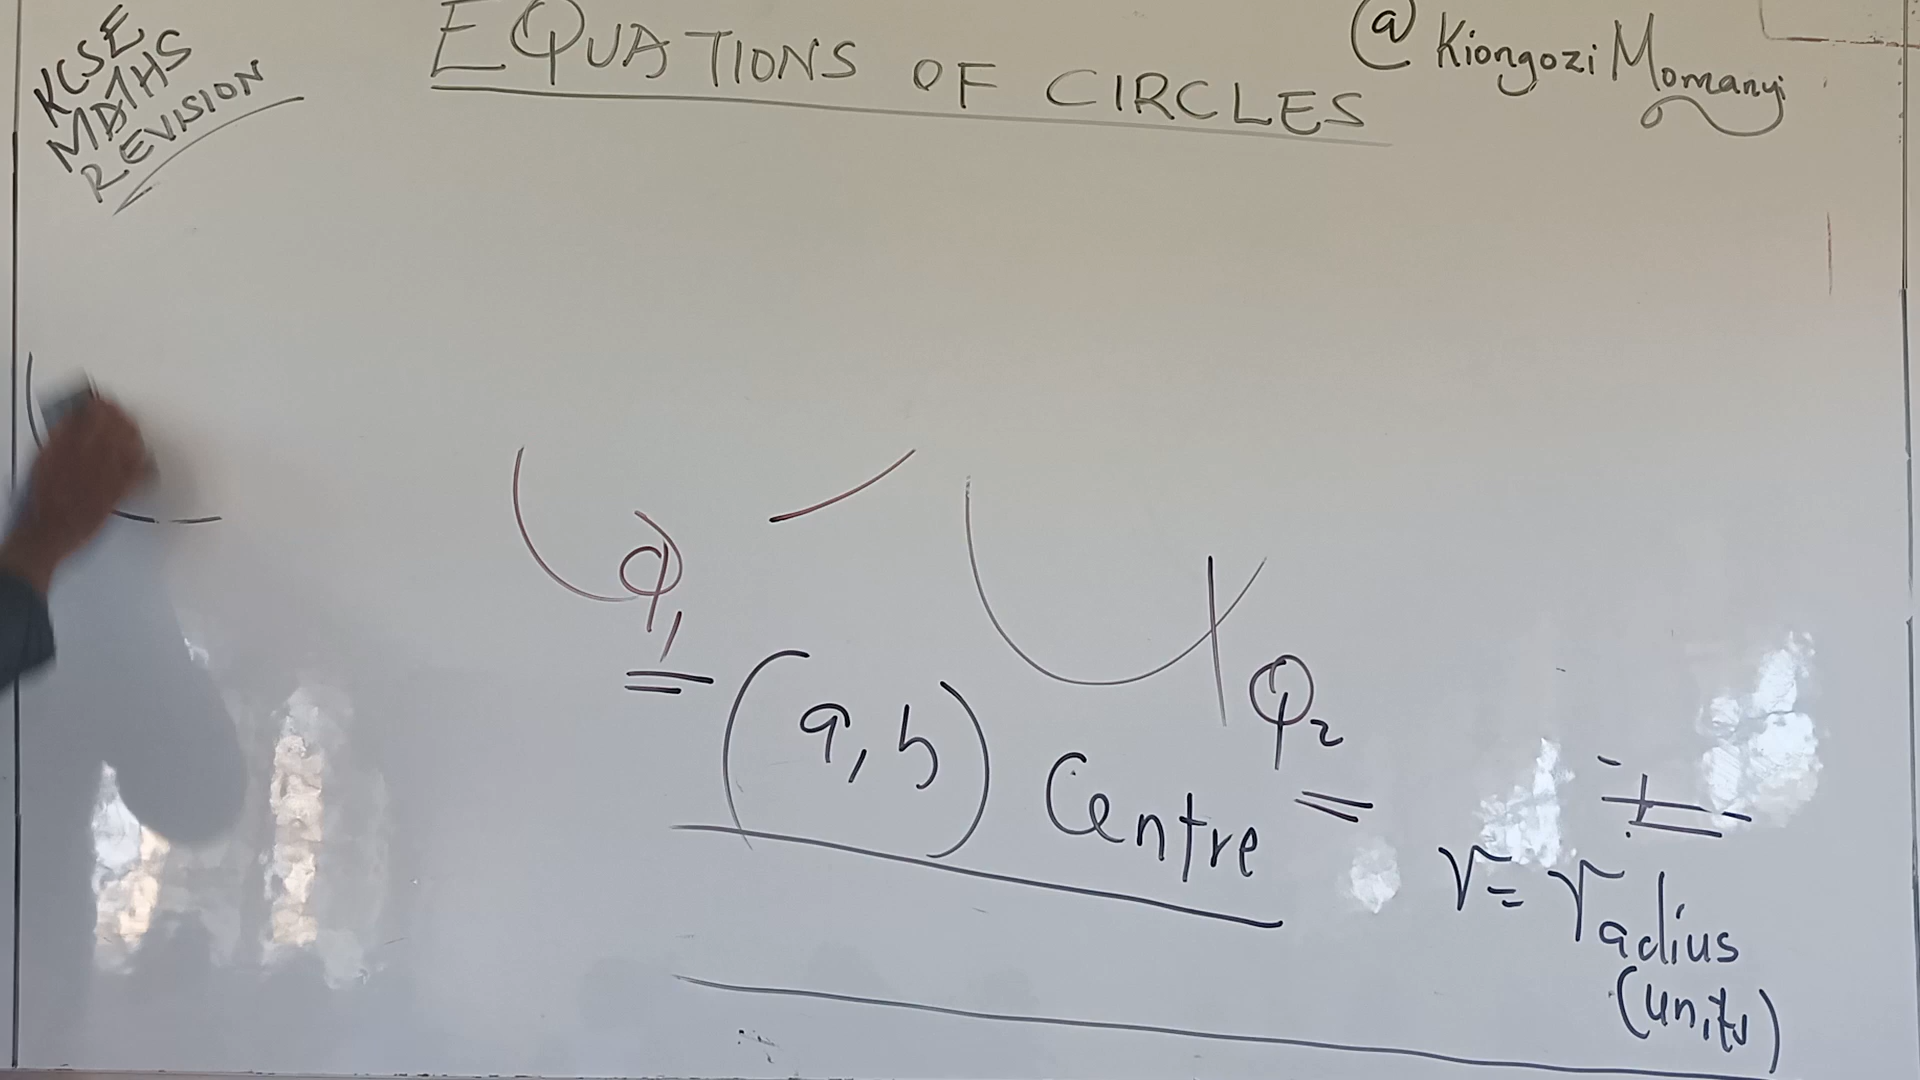 KCSE
MATHS
REVISION
EQUATIONS OF CIRCLES
@ Kiongozi Momanyi
Q1
=
Q2
=
(a, b) Centre
r = radius
(units)